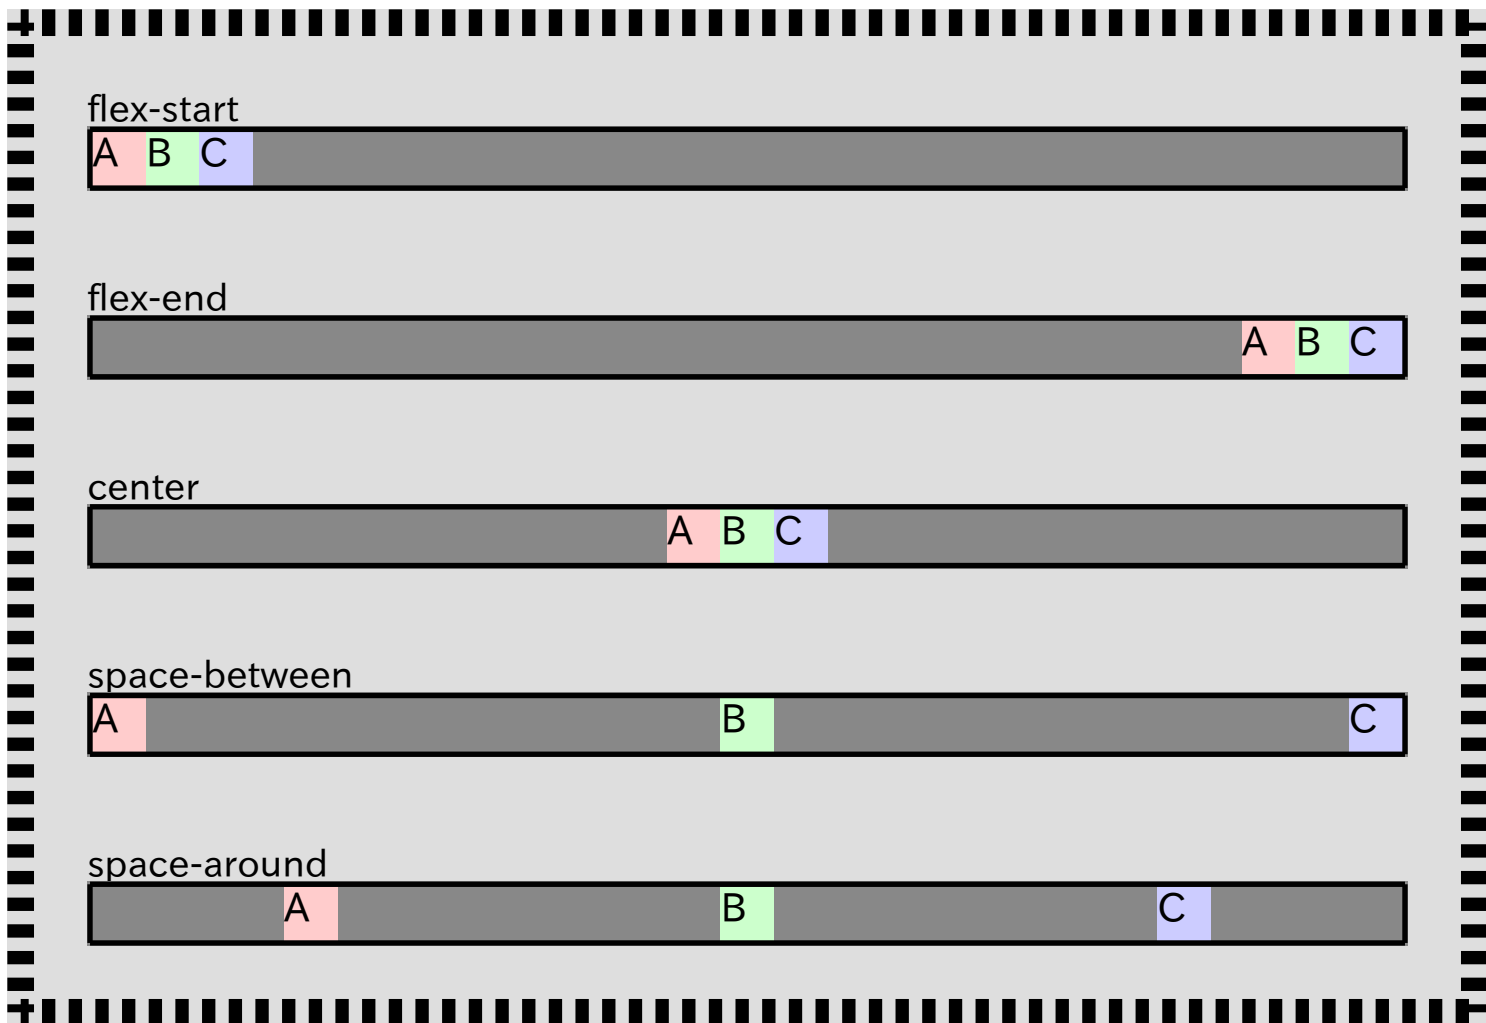 flex-start
A B C
flex-end
A B C
center
A B C
space-between
A B C
space-around
A B C